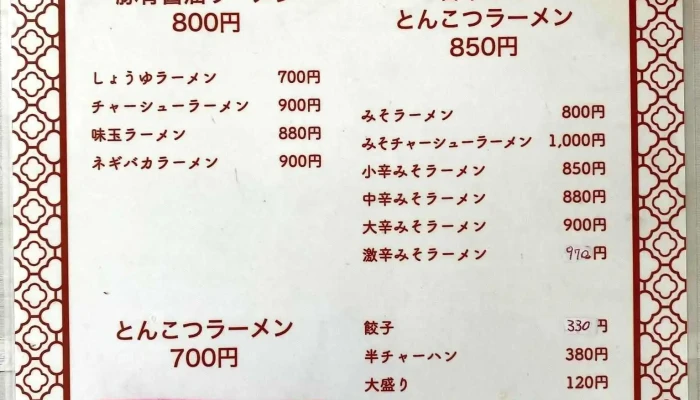 800円
しょうゆラーメン 700円
チャーシューラーメン 900円
味玉ラーメン 880円
ネギバカラーメン 900円
とんこつラーメン
700円
とんこつラーメン
850円
みそラーメン 800円
みそチャーシューラーメン 1,000円
小辛みそラーメン 850円
中辛みそラーメン 880円
大辛みそラーメン 900円
激辛みそラーメン 970円
餃子 330円
半チャーハン 380円
大盛り 120円